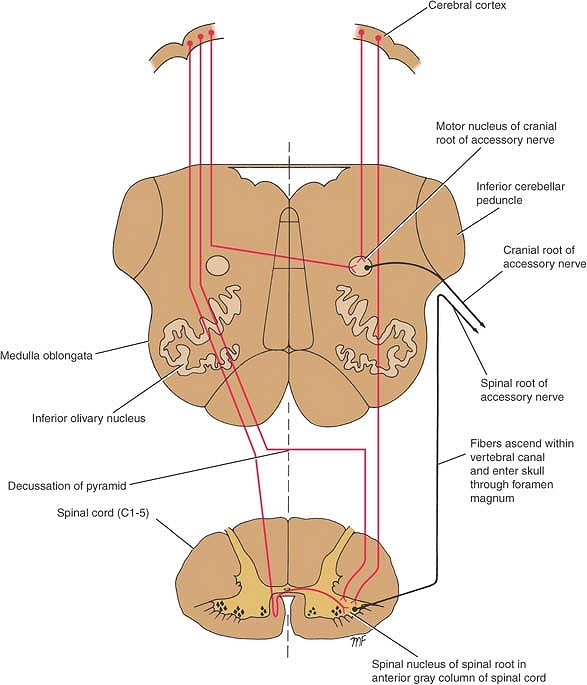 Cerebral cortex
Motor nucleus of cranial
root of accessory nerve
Inferior cerebellar
peduncle
Cranial root of
accessory nerve
Medulla oblongata
Spinal root of
accessory nerve
Inferior olivary nucleus
Fibers ascend within
vertebral canal
and enter skull
through foramen
magnum
Decussation of pyramid
Spinal cord (C1-5)
MF
Spinal nucleus of spinal root in
anterior gray column of spinal cord